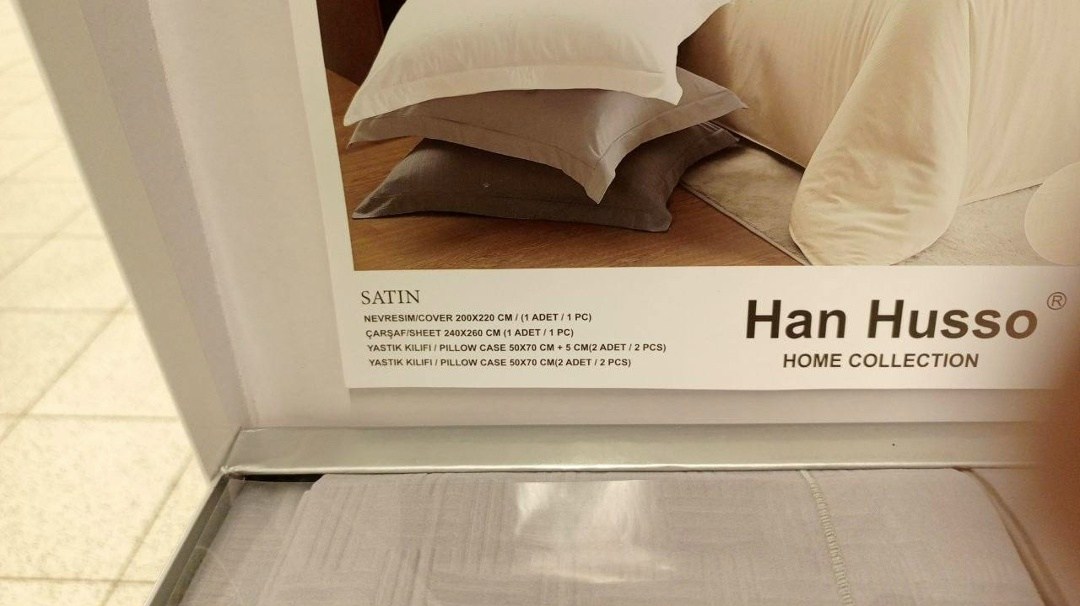 SATIN
NEVRESIM/COVER 200X220 CM / (1 ADET / 1 PC)
ÇARŞAF/SHEET 240X260 CM (1 ADET / 1 PC)
YASTIK KILIFI / PILLOW CASE 50X70 CM + 5 CM(2 ADET / 2 PCS)
YASTIK KILIFI / PILLOW CASE 50X70 CM(2 ADET / 2 PCS)
Han Husso®
HOME COLLECTION